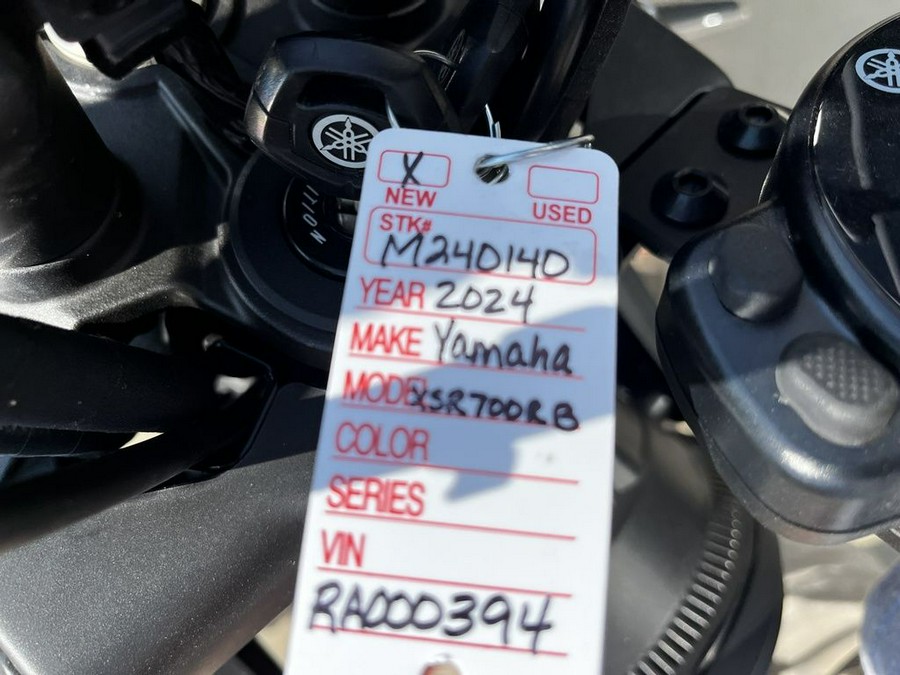 X
NEW
USED
STK#
M240140
YEAR 2024
MAKE Yamaha
MODEL XSR700RB
COLOR
SERIES
VIN
RA000394